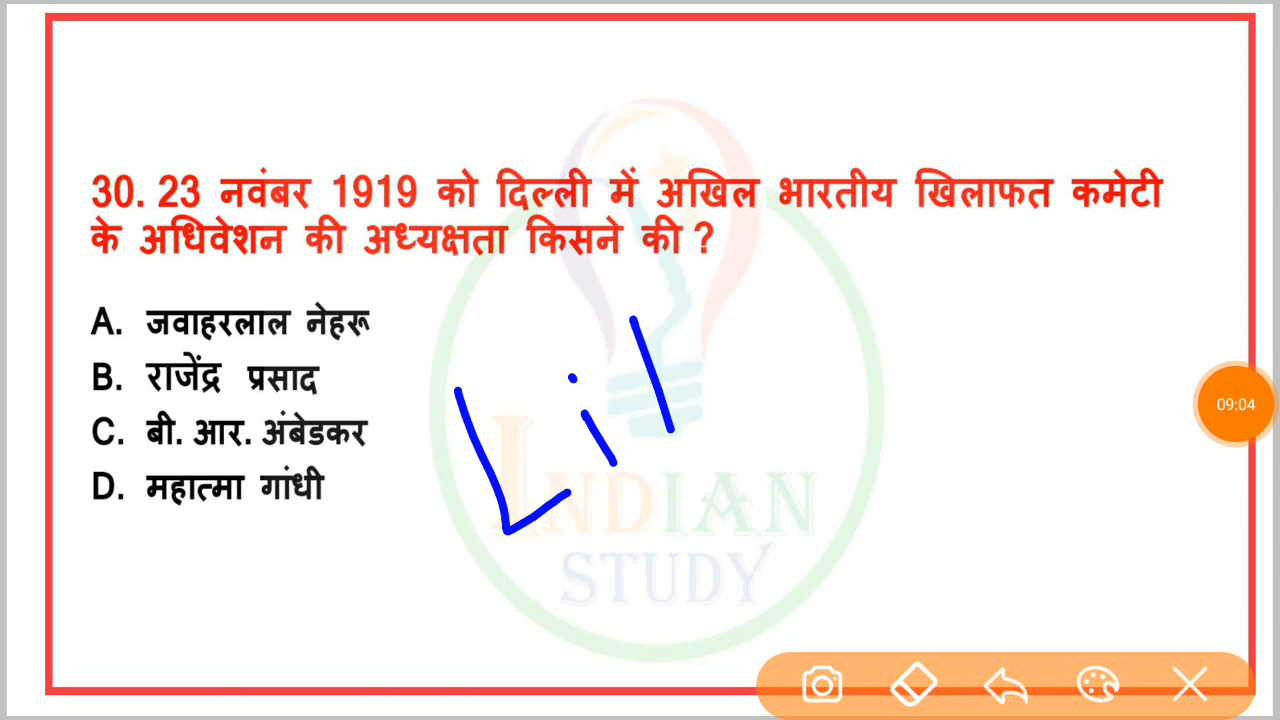 30. 23 नवंबर 1919 को दिल्ली में अखिल भारतीय खिलाफत कमेटी
के अधिवेशन की अध्यक्षता किसने की ?
A. जवाहरलाल नेहरू
B. राजेंद्र प्रसाद
C. बी. आर. अंबेडकर
D. महात्मा गांधी
Lil
INDIAN
STUDY
09:04